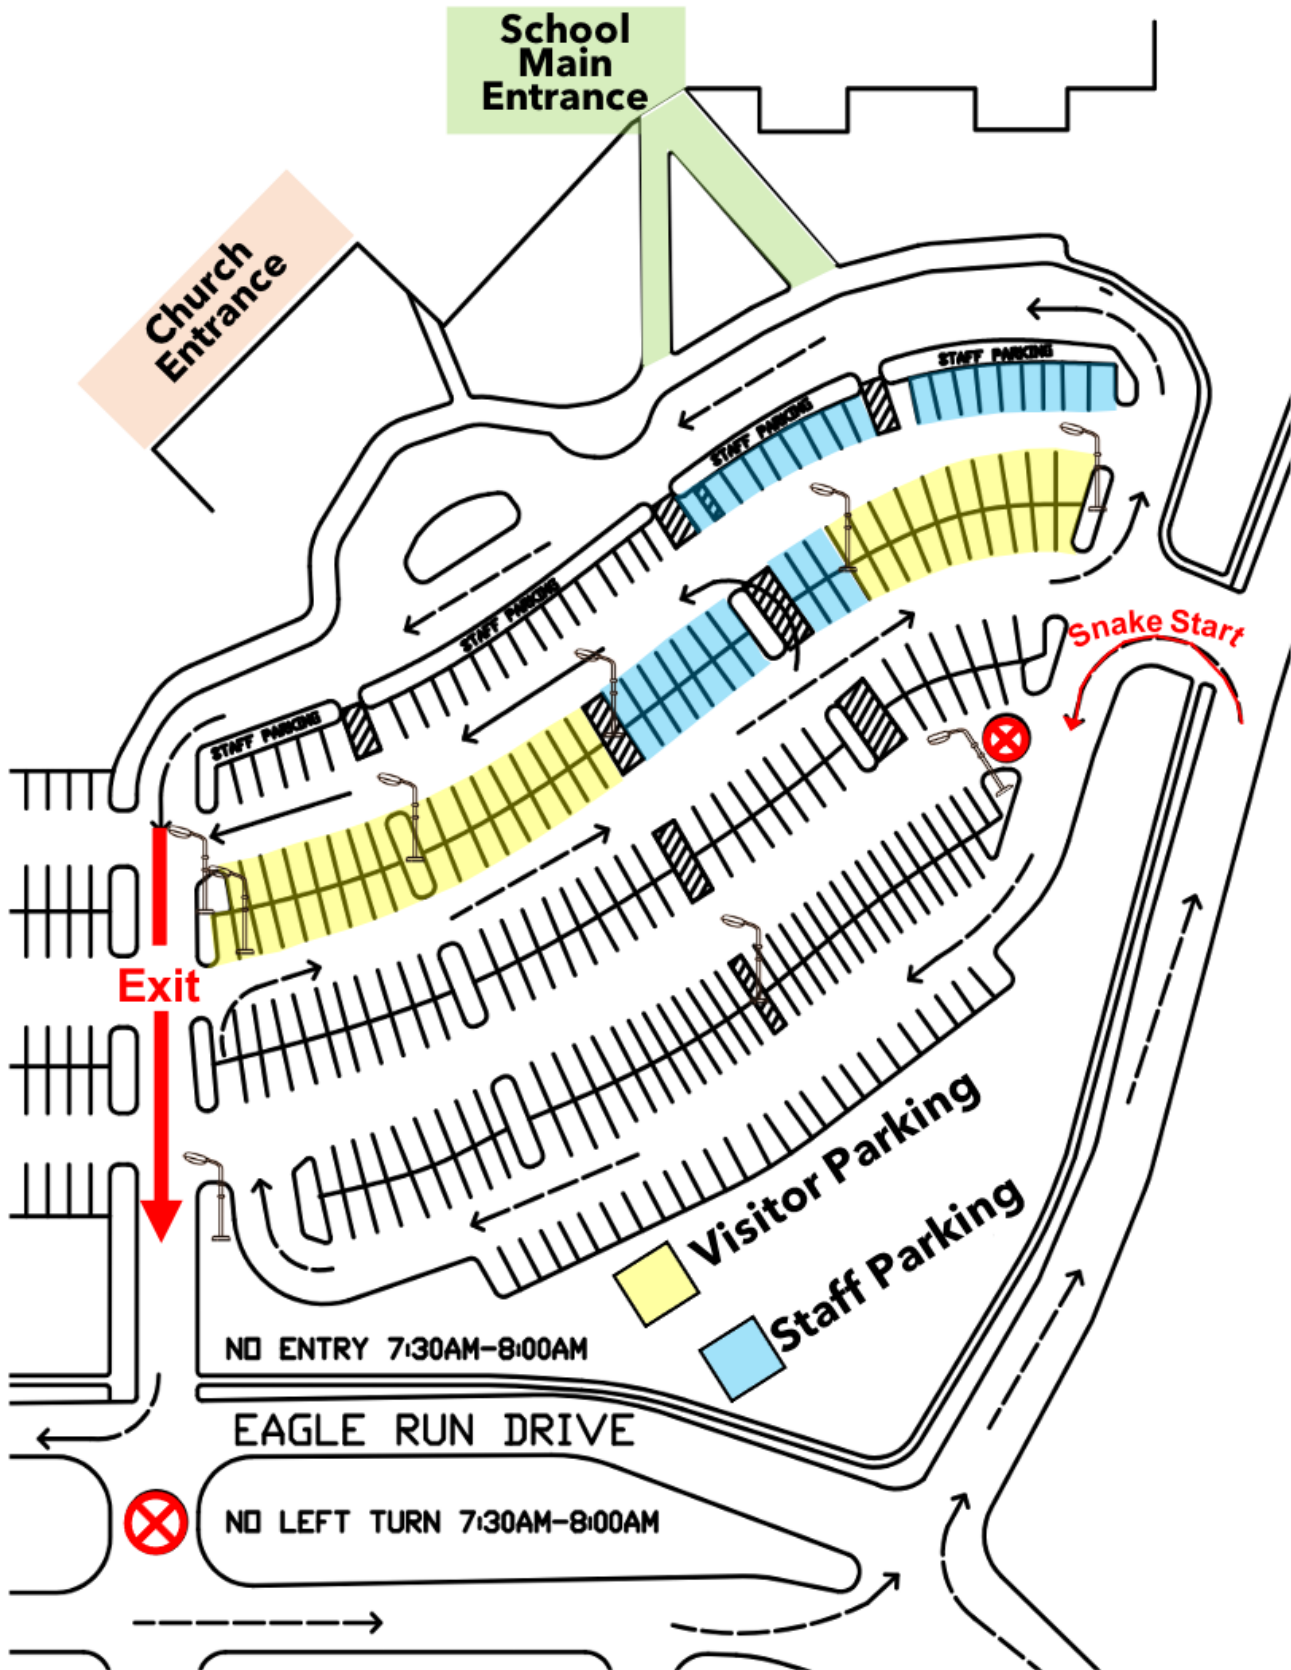 School
Main
Entrance
Church
Entrance
STAFF PARKING
STAFF PARKING
STAFF PARKING
STAFF PARKING
Snake Start
Exit
Visitor Parking
Staff Parking
NO ENTRY 7:30AM-8:00AM
EAGLE RUN DRIVE
NO LEFT TURN 7:30AM-8:00AM